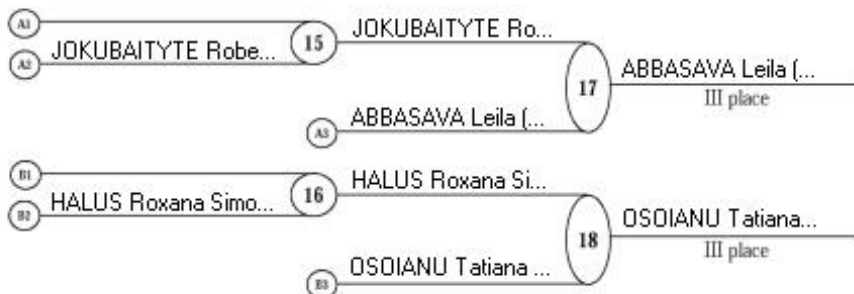 A1
JOKUBAITYTE Ro...
15
A2
JOKUBAITYTE Robe...
ABBASAVA Leila (...
17
III place
A3
ABBASAVA Leila (...
B1
HALUS Roxana Si...
16
B2
HALUS Roxana Simo...
OSOIANU Tatiana...
18
III place
B3
OSOIANU Tatiana ...